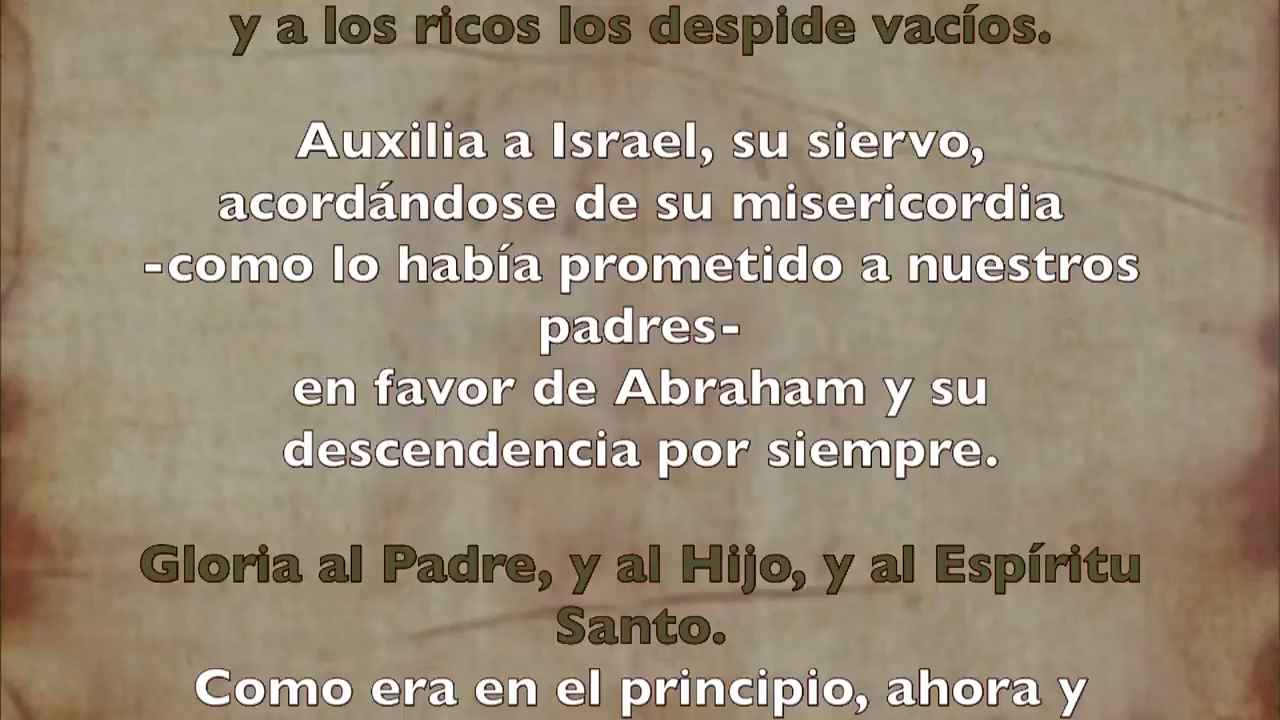 y a los ricos los despide vacíos.
Auxilia a Israel, su siervo,
acordándose de su misericordia
-como lo había prometido a nuestros
padres-
en favor de Abraham y su
descendencia por siempre.
Gloria al Padre, y al Hijo, y al Espíritu
Santo.
Como era en el principio, ahora y